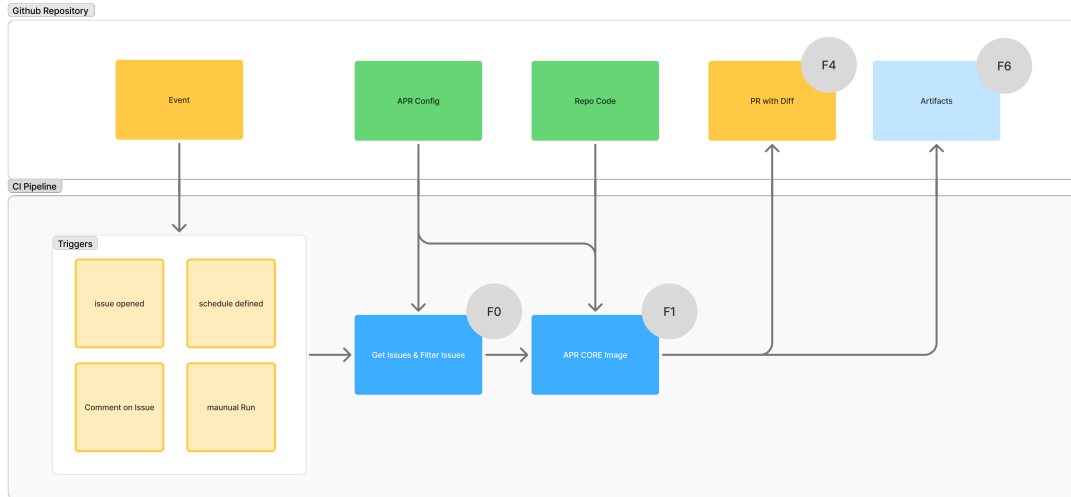 Github Repository
Event
APR Config
Repo Code
PR with Diff
F4
Artifacts
F6
CI Pipeline
Triggers
issue opened
schedule defined
Comment on Issue
maunual Run
Get Issues & Filter Issues
F0
APR CORE Image
F1